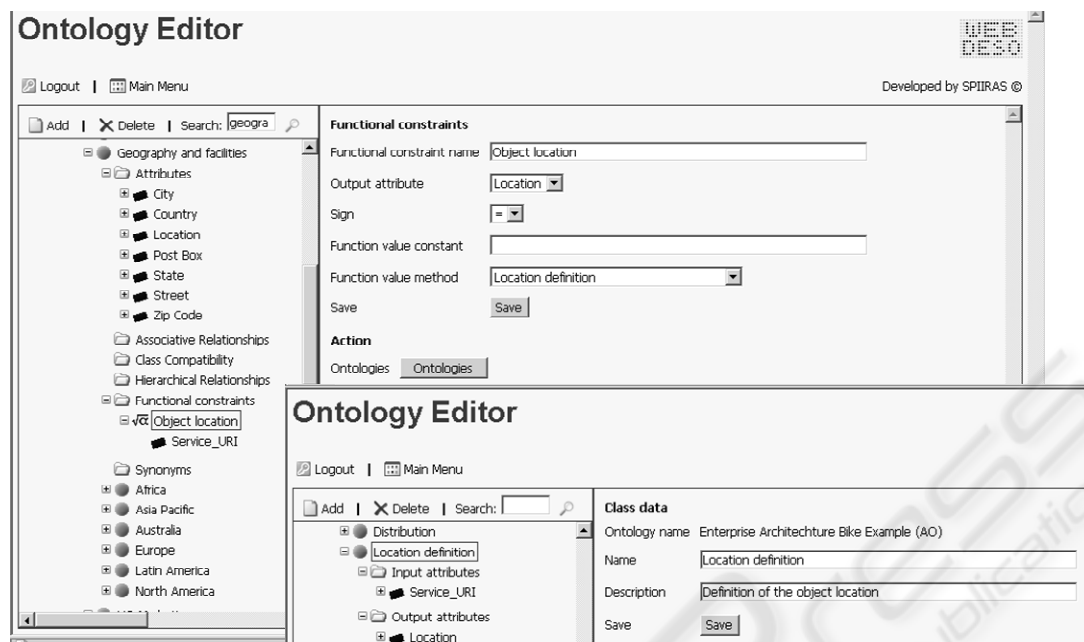 Ontology Editor
WEB
DESO
Logout | Main Menu
Developed by SPIIRAS ©
Add | Delete | Search: geogra
Geography and facilities
Attributes
City
Country
Location
Post Box
State
Street
Zip Code
Associative Relationships
Class Compatibility
Hierarchical Relationships
Functional constraints
√α Object location
Service_URI
Synonyms
Africa
Asia Pacific
Australia
Europe
Latin America
North America
Functional constraints
Functional constraint name Object location
Output attribute Location
Sign =
Function value constant
Function value method Location definition
Save Save
Action
Ontologies Ontologies
Ontology Editor
Logout | Main Menu
Add | Delete | Search:
Distribution
Location definition
Input attributes
Service_URI
Output attributes
Location
Class data
Ontology name Enterprise Architechture Bike Example (AO)
Name Location definition
Description Definition of the object location
Save Save